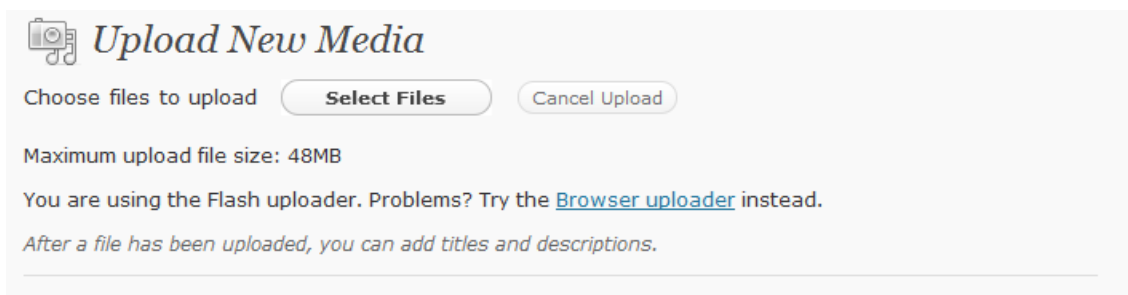 Upload New Media
Choose files to upload Select Files Cancel Upload
Maximum upload file size: 48MB
You are using the Flash uploader. Problems? Try the Browser uploader instead.
After a file has been uploaded, you can add titles and descriptions.